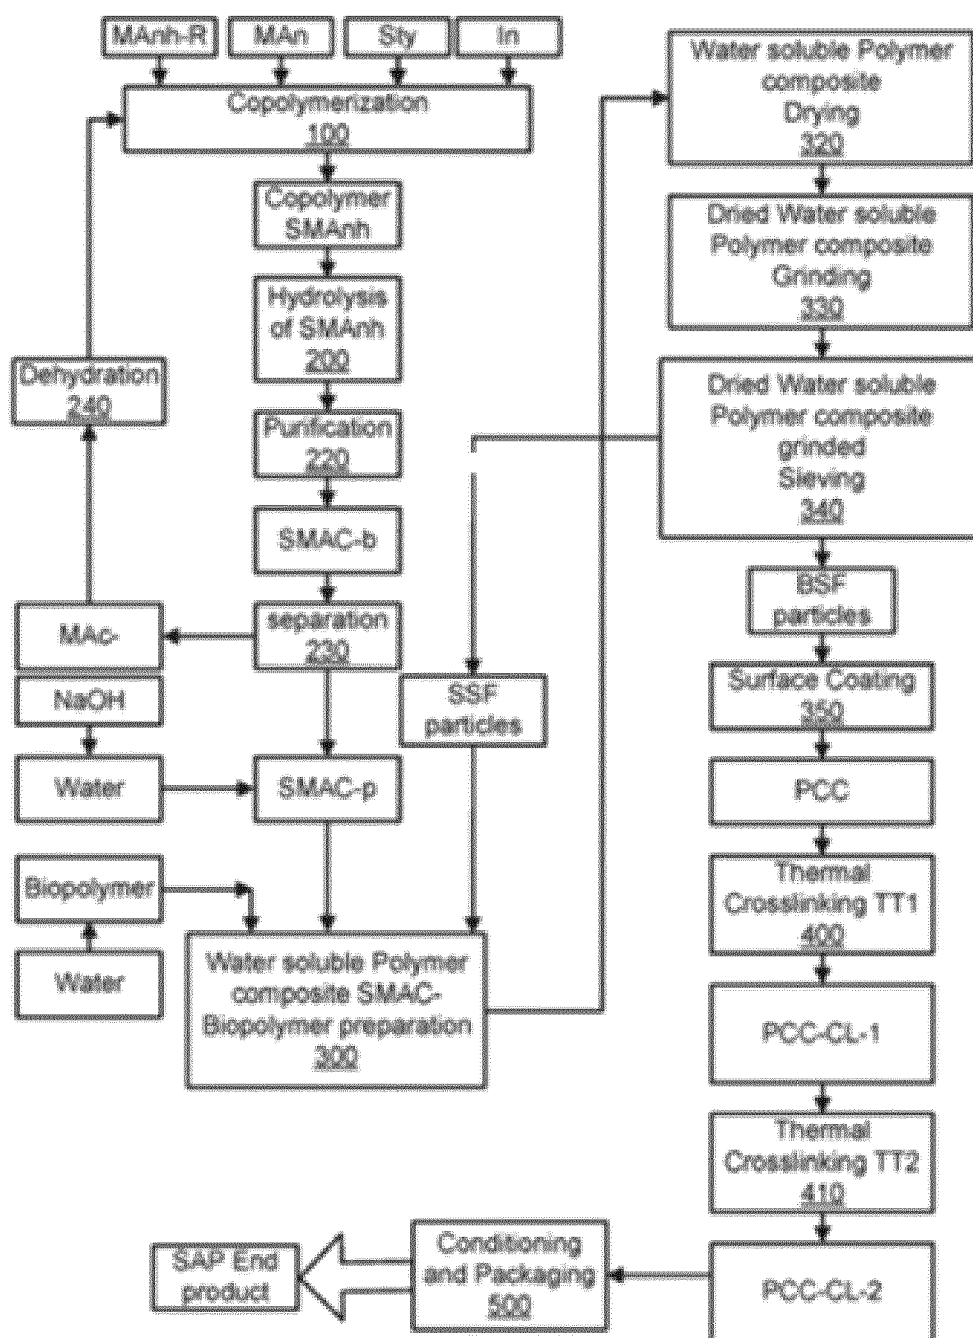 MAnh-R
MAn
Sty
In
Copolymerization
100
Copolymer
SMAnh
Hydrolysis
of SMAnh
200
Purification
220
SMAC-b
separation
230
Dehydration
240
MAc-
NaOH
Water
SMAC-p
SSF
particles
Biopolymer
Water
Water soluble Polymer
composite SMAC-
Biopolymer preparation
300
Water soluble Polymer
composite
Drying
320
Dried Water soluble
Polymer composite
Grinding
330
Dried Water soluble
Polymer composite
grinded
Sieving
340
BSF
particles
Surface Coating
350
PCC
Thermal
Crosslinking TT1
400
PCC-CL-1
Thermal
Crosslinking TT2
410
PCC-CL-2
Conditioning
and Packaging
500
SAP End
product